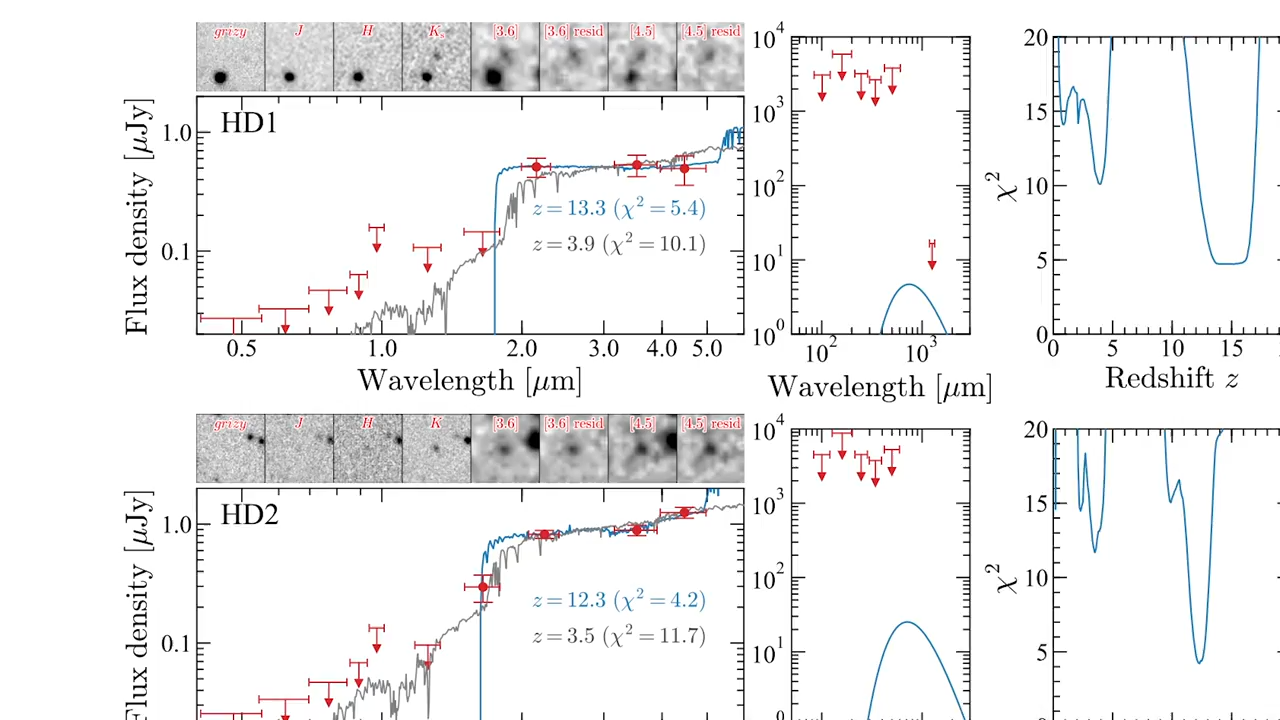 grizy J H Kₛ [3.6] [3.6] resid [4.5] [4.5] resid
HD1
Flux density [μJy]
1.0
0.1
z = 13.3 (χ² = 5.4)
z = 3.9 (χ² = 10.1)
0.5 1.0 2.0 3.0 4.0 5.0
Wavelength [μm]
10⁴
10³
10²
10¹
10⁰
10² 10³
Wavelength [μm]
χ²
20
15
10
5
0
0 5 10 15
Redshift z
grizy J H K [3.6] [3.6] resid [4.5] [4.5] resid
HD2
Flux density [μJy]
1.0
0.1
z = 12.3 (χ² = 4.2)
z = 3.5 (χ² = 11.7)
10⁴
10³
10²
10¹
χ²
20
15
10
5